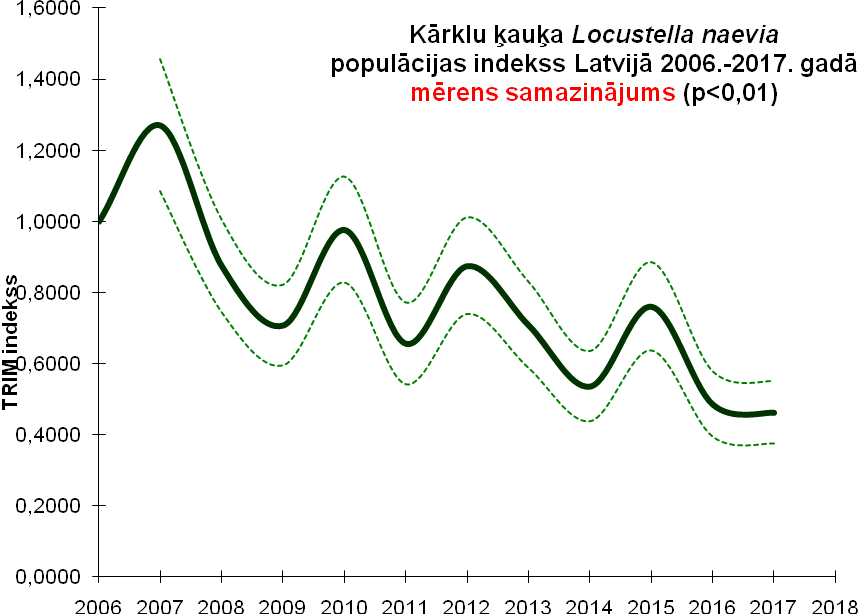 Kārklu ķauķa Locustella naevia
populācijas indekss Latvijā 2006.-2017. gadā
mērens samazinājums (p<0,01)
TRIM indekss
1,6000
1,4000
1,2000
1,0000
0,8000
0,6000
0,4000
0,2000
0,0000
2006 2007 2008 2009 2010 2011 2012 2013 2014 2015 2016 2017 2018